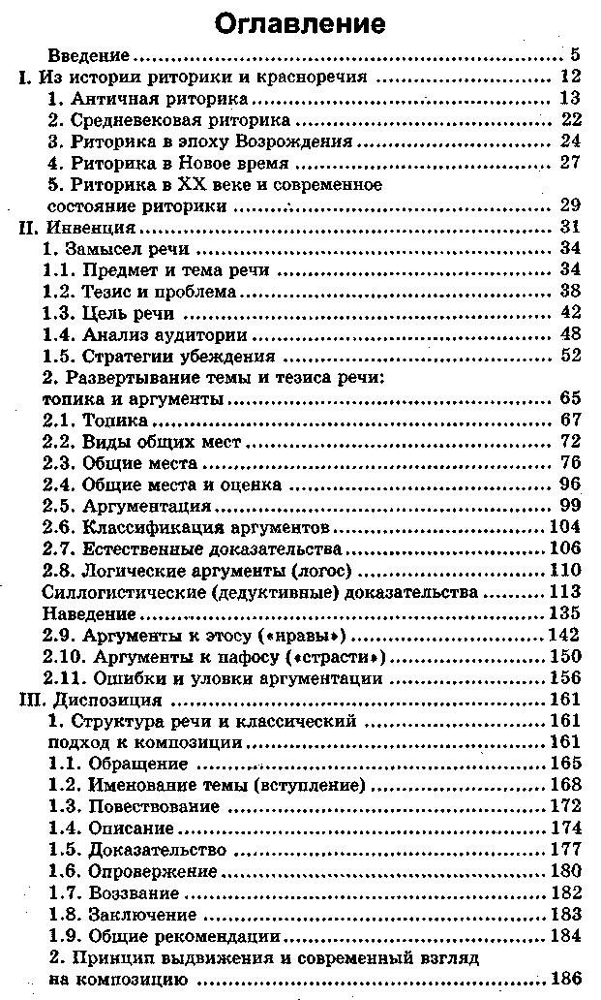 Оглавление
Введение ........ 5
I. Из истории риторики и красноречия ........ 12
1. Античная риторика ........ 13
2. Средневековая риторика ........ 22
3. Риторика в эпоху Возрождения ........ 24
4. Риторика в Новое время ........ 27
5. Риторика в XX веке и современное
состояние риторики ........ 29
II. Инвенция ........ 31
1. Замысел речи ........ 34
1.1. Предмет и тема речи ........ 34
1.2. Тезис и проблема ........ 38
1.3. Цель речи ........ 42
1.4. Анализ аудитории ........ 48
1.5. Стратегии убеждения ........ 52
2. Развертывание темы и тезиса речи:
топика и аргументы ........ 65
2.1. Топика ........ 67
2.2. Виды общих мест ........ 72
2.3. Общие места ........ 76
2.4. Общие места и оценка ........ 96
2.5. Аргументация ........ 99
2.6. Классификация аргументов ........ 104
2.7. Естественные доказательства ........ 106
2.8. Логические аргументы (логос) ........ 110
Силлогистические (дедуктивные) доказательства ........ 113
Наведение ........ 135
2.9. Аргументы к этосу («нравы») ........ 142
2.10. Аргументы к пафосу («страсти») ........ 150
2.11. Ошибки и уловки аргументации ........ 156
III. Диспозиция ........ 161
1. Структура речи и классический ........ 161
подход к композиции ........ 161
1.1. Обращение ........ 165
1.2. Именование темы (вступление) ........ 168
1.3. Повествование ........ 172
1.4. Описание ........ 174
1.5. Доказательство ........ 177
1.6. Опровержение ........ 180
1.7. Воззвание ........ 182
1.8. Заключение ........ 183
1.9. Общие рекомендации ........ 184
2. Принцип выдвижения и современный взгляд
на композицию ........ 186